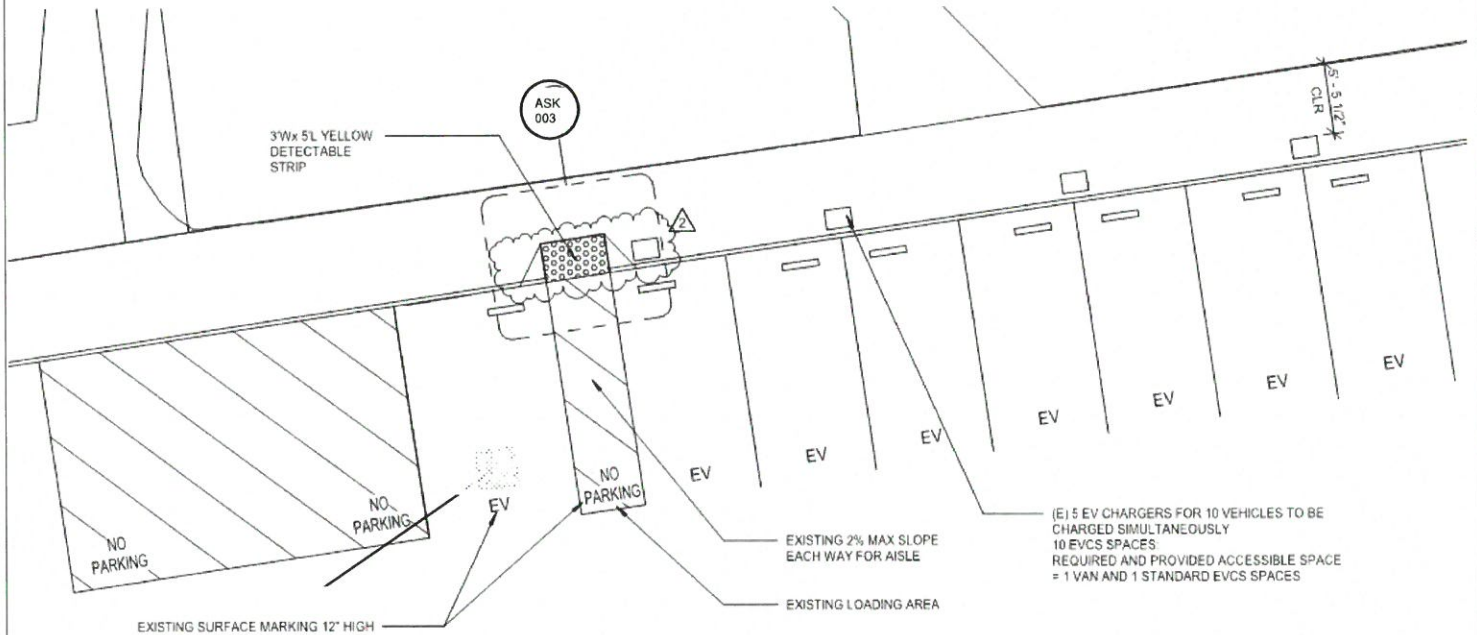 ASK
003
3'Wx 5'L YELLOW
DETECTABLE
STRIP
5' - 5 1/2"
CLR
2
EV
EV
EV
EV
EV
EV
EV
EV
NO
PARKING
NO
PARKING
NO
PARKING
(E) 5 EV CHARGERS FOR 10 VEHICLES TO BE
CHARGED SIMULTANEOUSLY
10 EVCS SPACES:
REQUIRED AND PROVIDED ACCESSIBLE SPACE
= 1 VAN AND 1 STANDARD EVCS SPACES
EXISTING 2% MAX SLOPE
EACH WAY FOR AISLE
EXISTING LOADING AREA
EXISTING SURFACE MARKING 12" HIGH